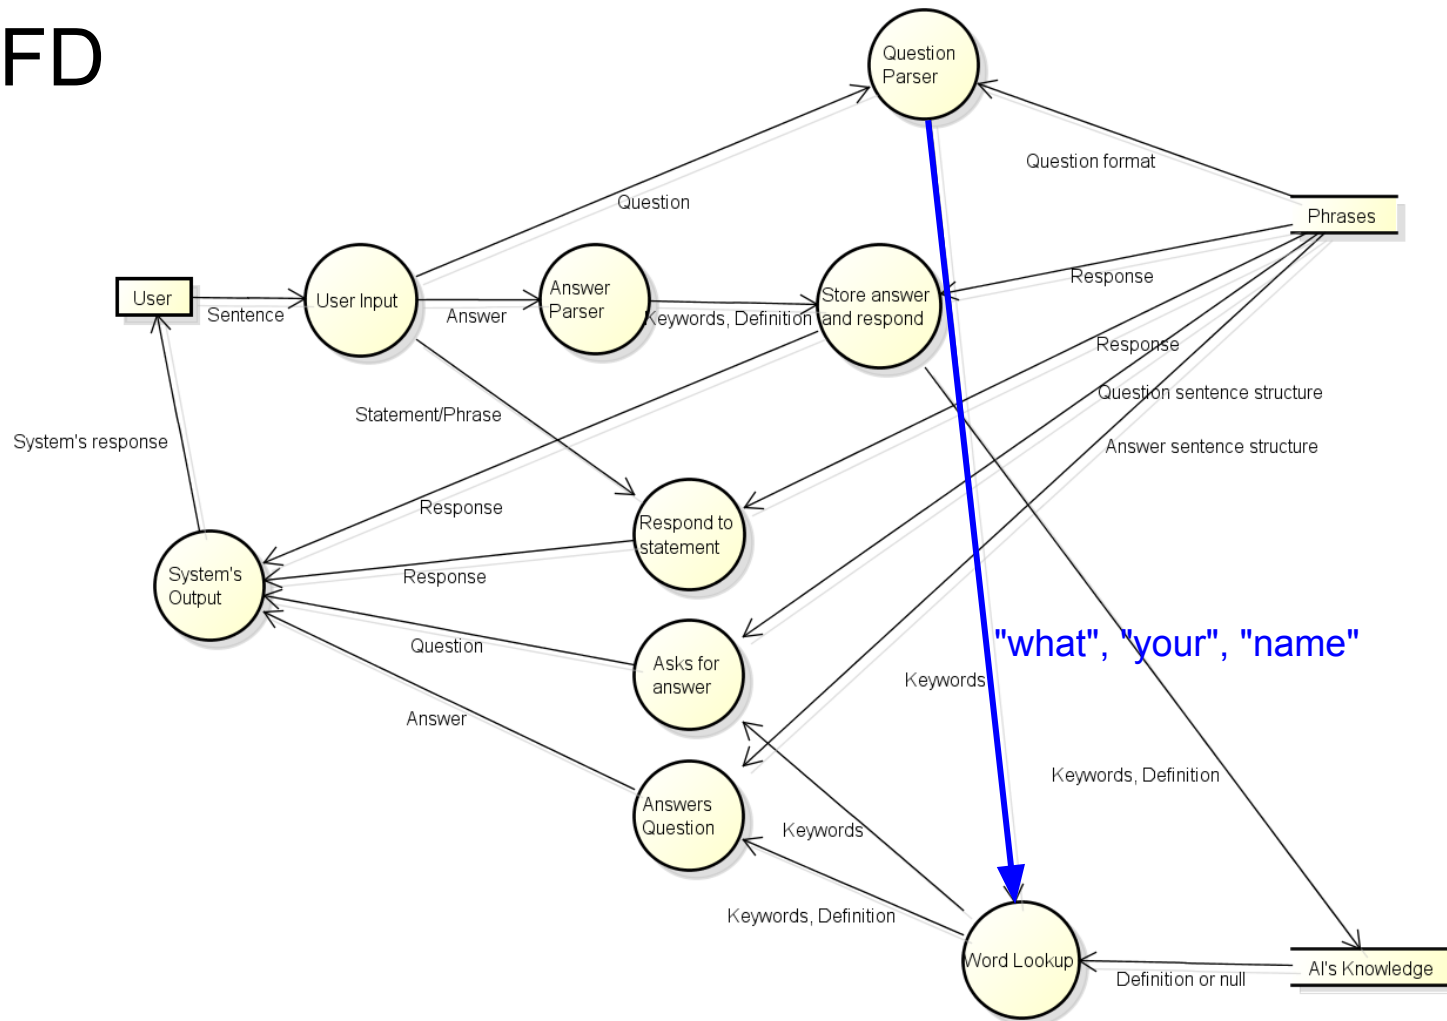 FD
Question
Parser
Question format
Question
Phrases
User
Sentence
User Input
Answer
Answer
Parser
Keywords, Definition
Store answer
and respond
Response
Response
Question sentence structure
Answer sentence structure
Statement/Phrase
System's response
Response
Respond to
statement
Response
System's
Output
Question
Asks for
answer
"what", "your", "name"
Keywords
Answer
Answers
Question
Keywords
Keywords, Definition
Keywords, Definition
Word Lookup
Definition or null
AI's Knowledge